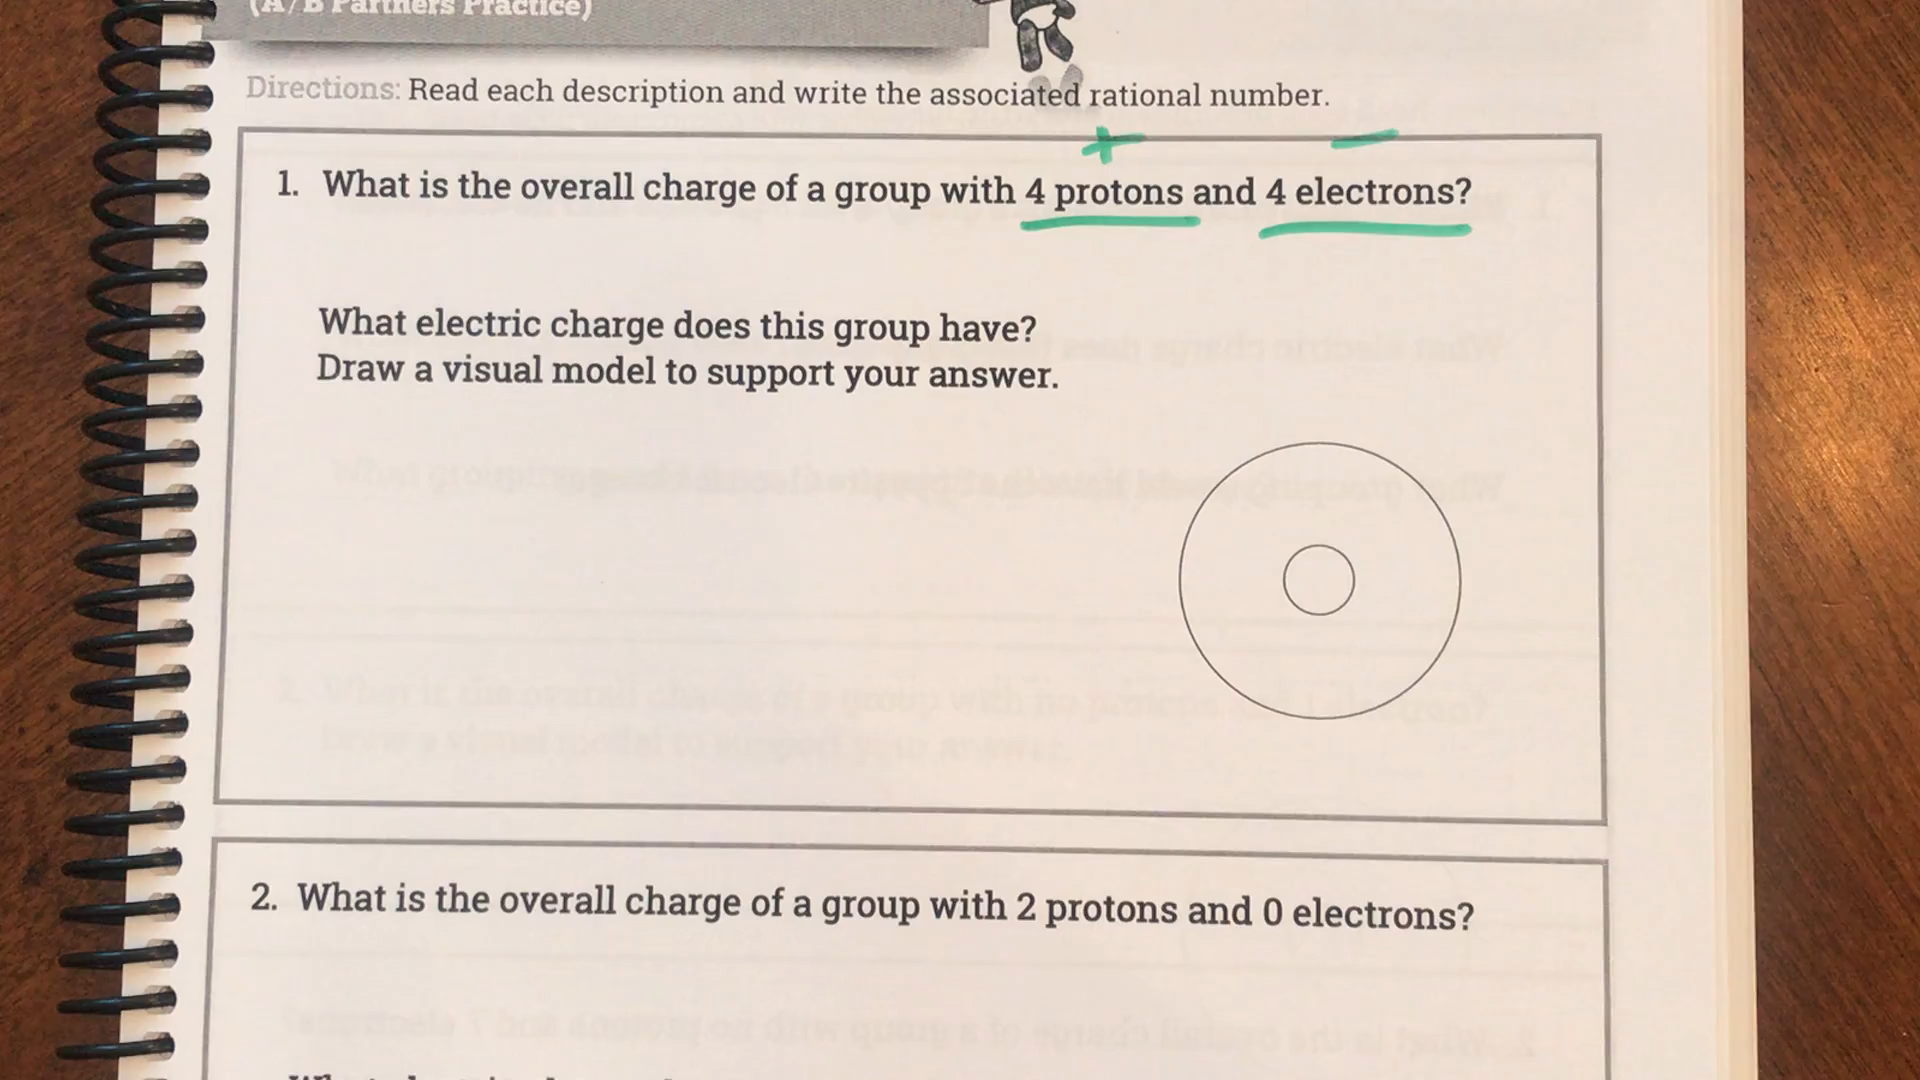 (A/B Partners Practice)
Directions: Read each description and write the associated rational number.
+ −
1. What is the overall charge of a group with 4 protons and 4 electrons?
What electric charge does this group have?
Draw a visual model to support your answer.
2. What is the overall charge of a group with 2 protons and 0 electrons?